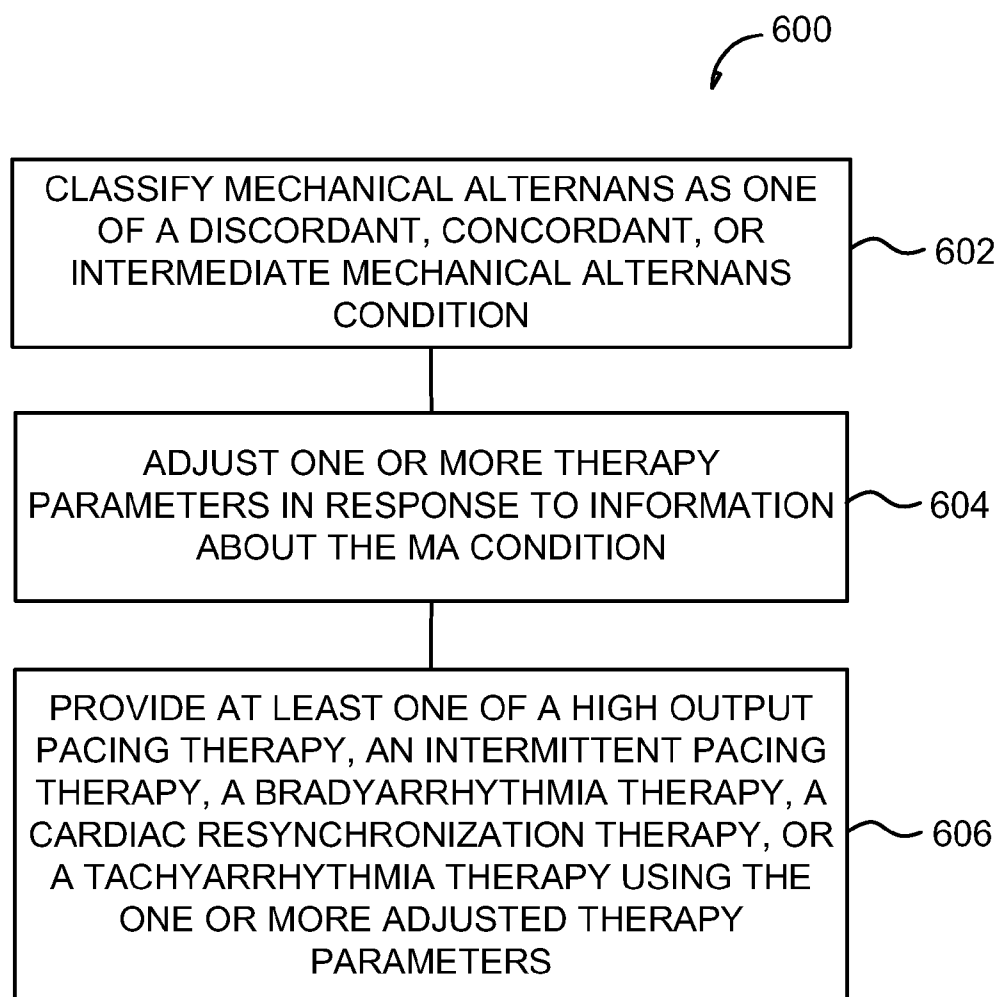 600
CLASSIFY MECHANICAL ALTERNANS AS ONE
OF A DISCORDANT, CONCORDANT, OR
INTERMEDIATE MECHANICAL ALTERNANS
CONDITION
602
ADJUST ONE OR MORE THERAPY
PARAMETERS IN RESPONSE TO INFORMATION
ABOUT THE MA CONDITION
604
PROVIDE AT LEAST ONE OF A HIGH OUTPUT
PACING THERAPY, AN INTERMITTENT PACING
THERAPY, A BRADYARRHYTHMIA THERAPY, A
CARDIAC RESYNCHRONIZATION THERAPY, OR
A TACHYARRHYTHMIA THERAPY USING THE
ONE OR MORE ADJUSTED THERAPY
PARAMETERS
606